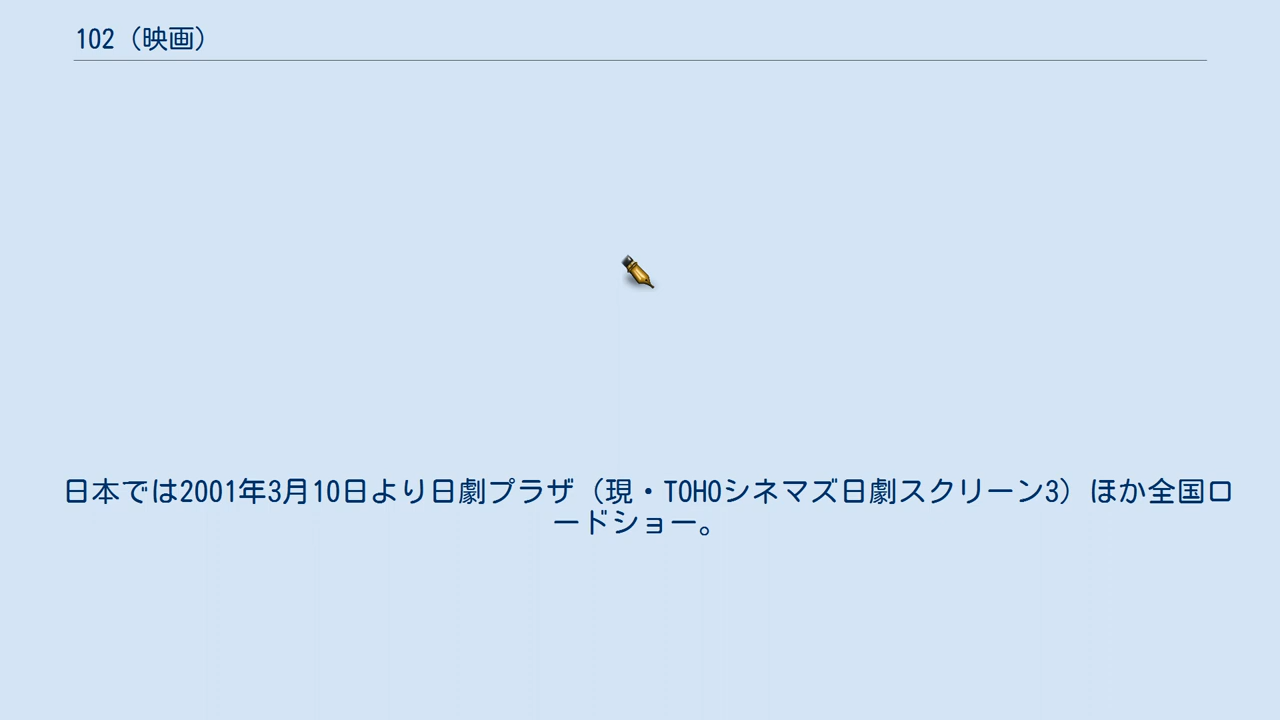 102（映画）
日本では2001年3月10日より日劇プラザ（現・TOHOシネマズ日劇スクリーン3）ほか全国ロ
ードショー。